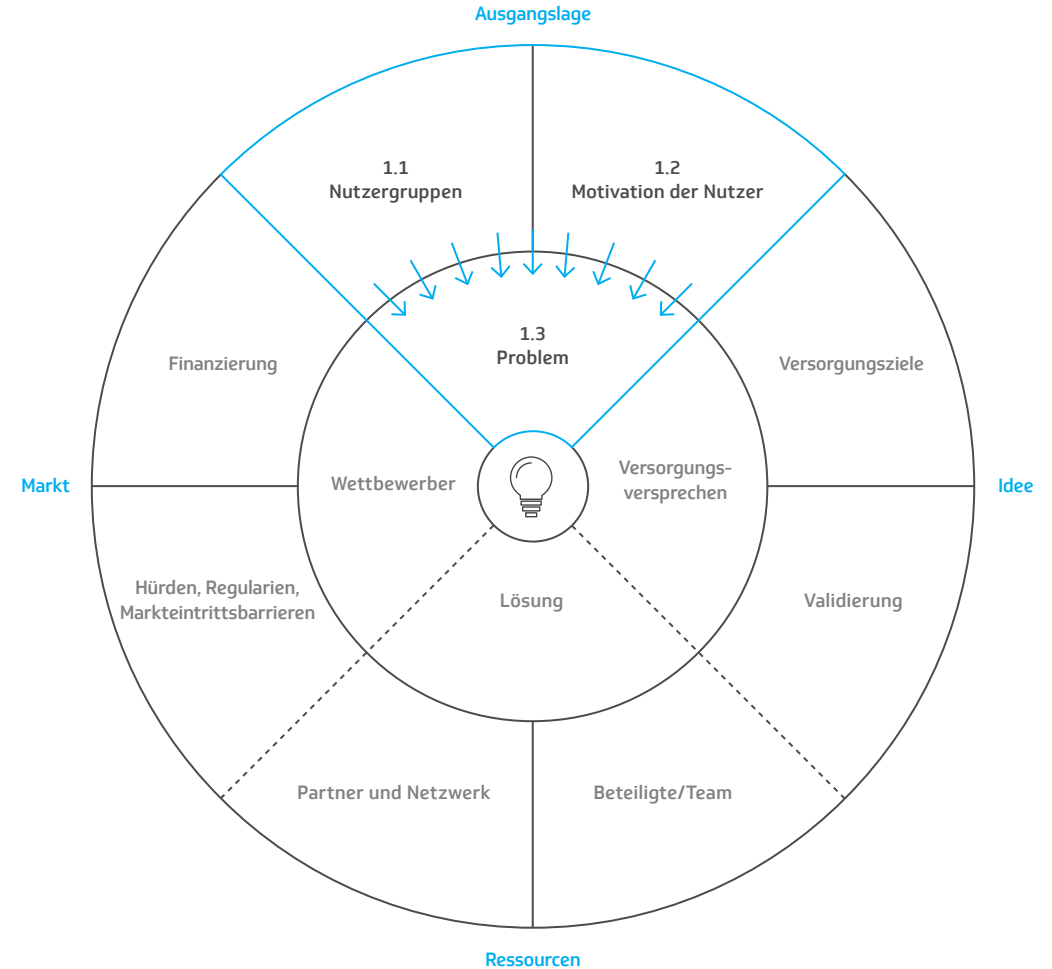 Ausgangslage
1.1
Nutzergruppen
1.2
Motivation der Nutzer
1.3
Problem
Finanzierung
Versorgungsziele
Markt
Wettbewerber
Versorgungs-
versprechen
Idee
Hürden, Regularien,
Markteintrittsbarrieren
Lösung
Validierung
Partner und Netzwerk
Beteiligte/Team
Ressourcen